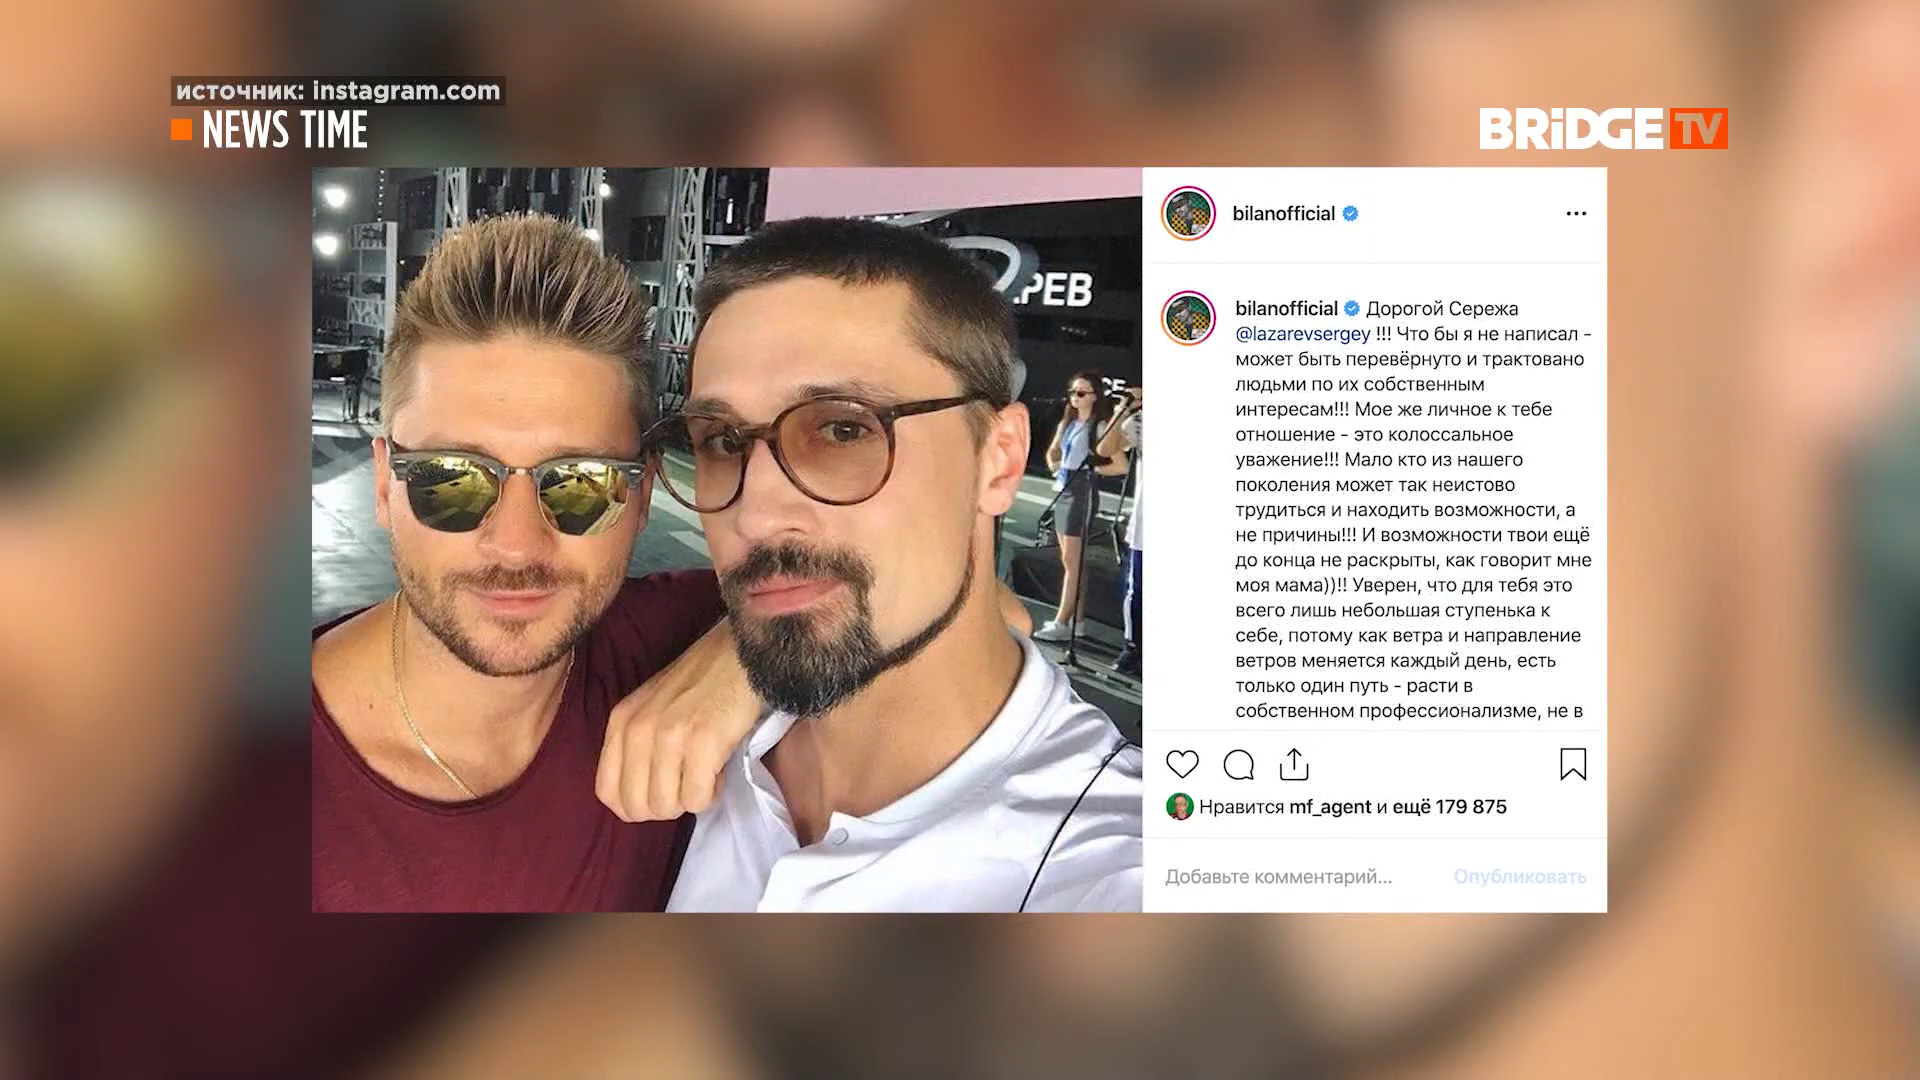 источник: instagram.com
NEWS TIME
BRiDGE TV
.РЕВ
bilanofficial
bilanofficial Дорогой Сережа
@lazarevsergey !!! Что бы я не написал -
может быть перевёрнуто и трактовано
людьми по их собственным
интересам!!! Мое же личное к тебе
отношение - это колоссальное
уважение!!! Мало кто из нашего
поколения может так неистово
трудиться и находить возможности, а
не причины!!! И возможности твои ещё
до конца не раскрыты, как говорит мне
моя мама))!! Уверен, что для тебя это
всего лишь небольшая ступенька к
себе, потому как ветра и направление
ветров меняется каждый день, есть
только один путь - расти в
собственном профессионализме, не в
Нравится mf_agent и ещё 179 875
Добавьте комментарий...
Опубликовать